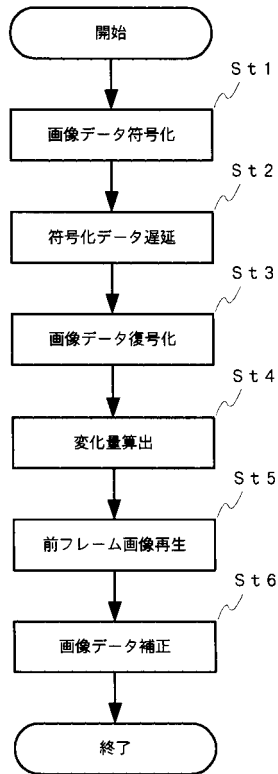 開始
St1
画像データ符号化
St2
符号化データ遅延
St3
画像データ復号化
St4
変化量算出
St5
前フレーム画像再生
St6
画像データ補正
終了